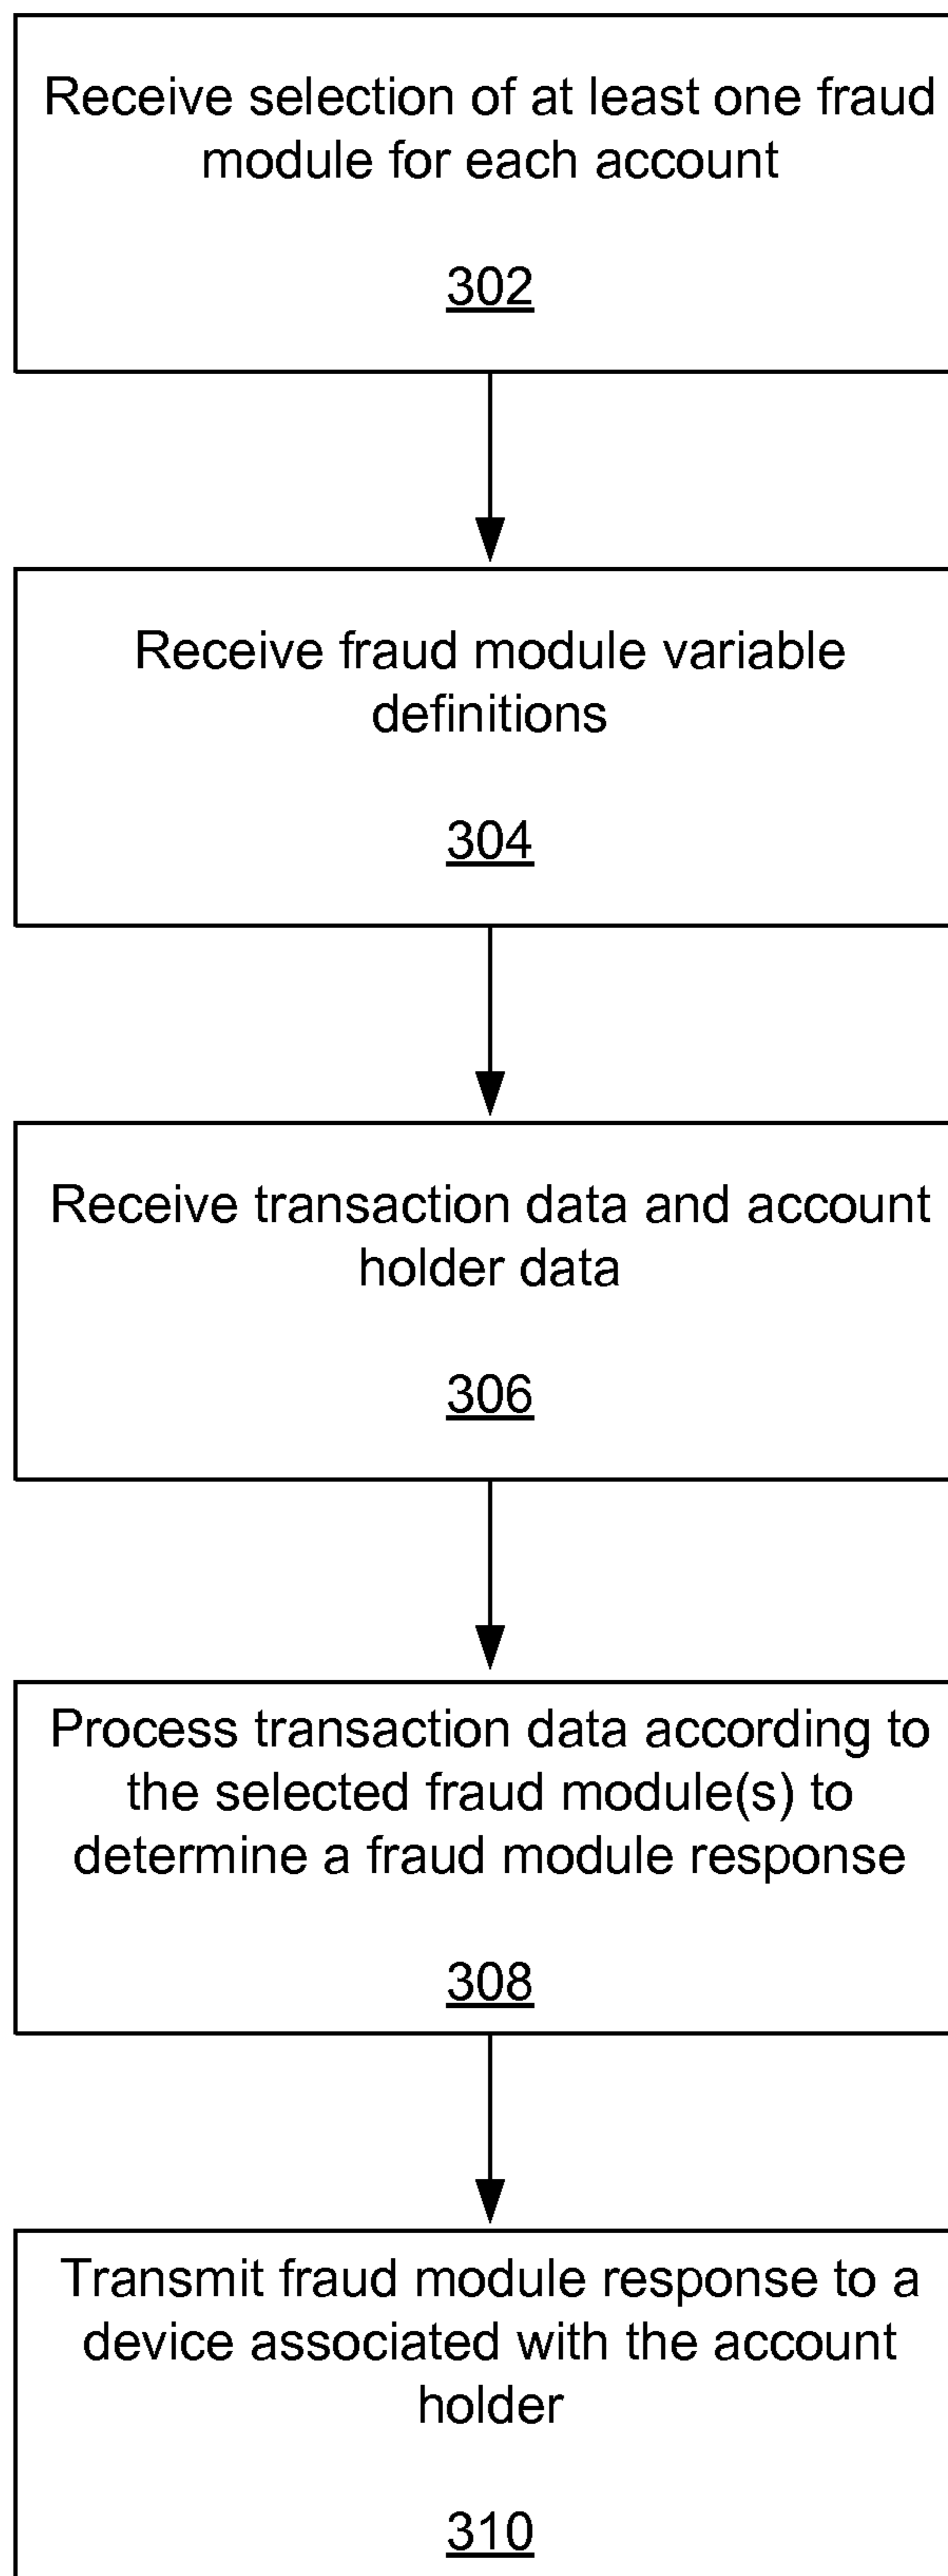 Receive selection of at least one fraud
module for each account
302
Receive fraud module variable
definitions
304
Receive transaction data and account
holder data
306
Process transaction data according to
the selected fraud module(s) to
determine a fraud module response
308
Transmit fraud module response to a
device associated with the account
holder
310